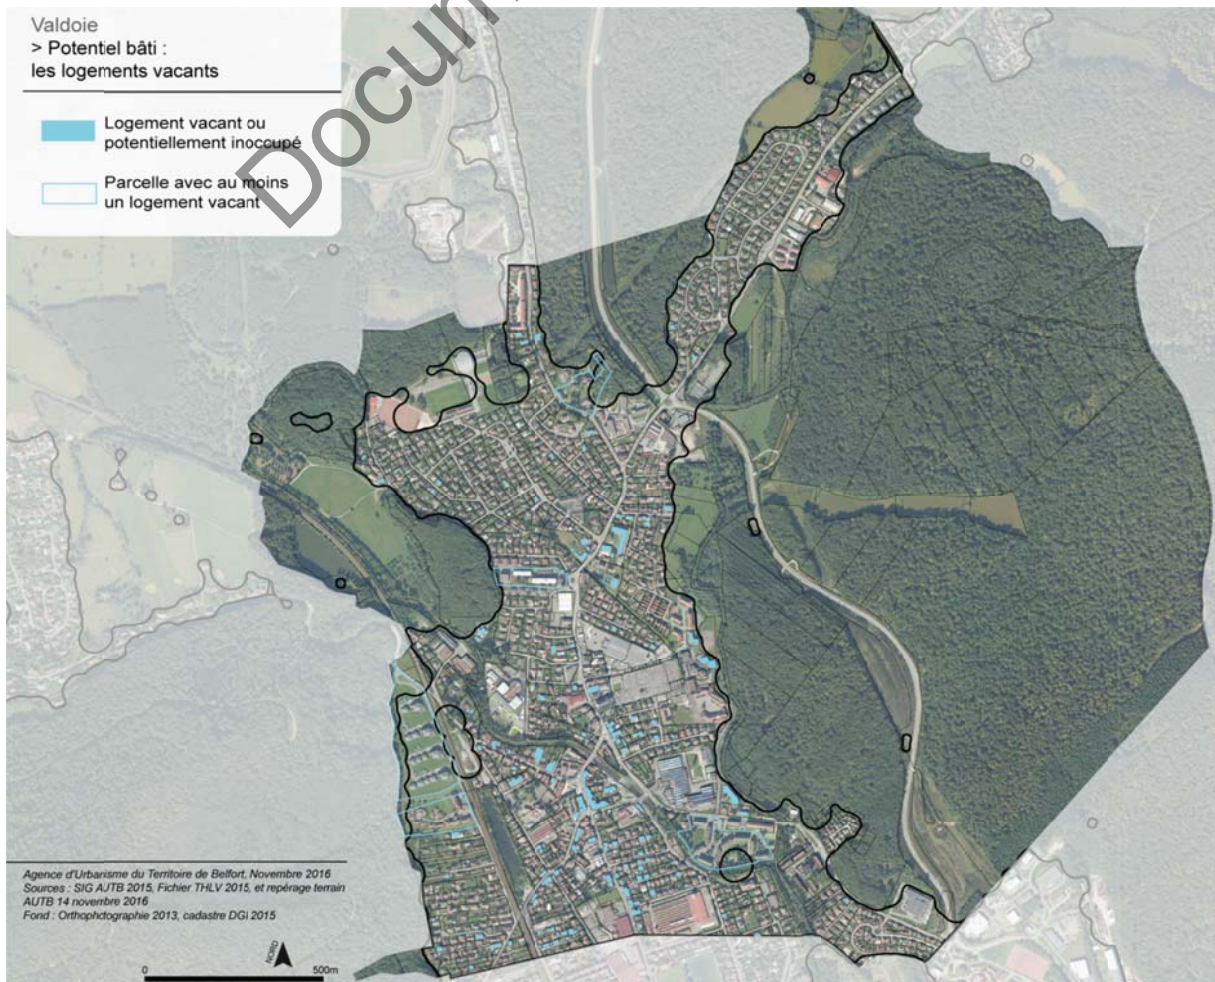 Valdoie
> Potentiel bâti :
les logements vacants
Logement vacant ou
potentiellement inoccupé
Parcelle avec au moins
un logement vacant
Docum
Agence d'Urbanisme du Territoire de Belfort, Novembre 2016
Sources : SIG AUTB 2015, Fichier THLV 2015, et repérage terrain
AUTB 14 novembre 2016
Fond : Orthophotographie 2013, cadastre DGI 2015
NORD
0 500m